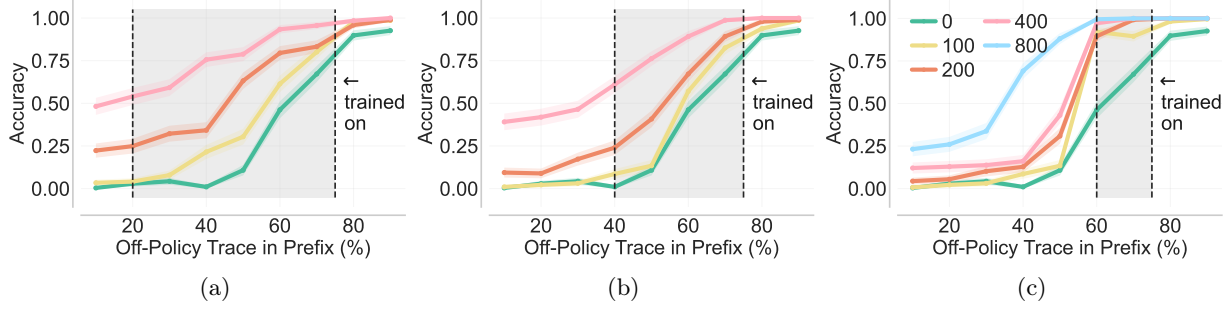 1.00
0.75
0.50
0.25
0.00
Accuracy
20 40 60 80
Off-Policy Trace in Prefix (%)
←
trained
on
(a)
1.00
0.75
0.50
0.25
0.00
Accuracy
20 40 60 80
Off-Policy Trace in Prefix (%)
←
trained
on
(b)
1.00
0.75
0.50
0.25
0.00
Accuracy
0 400
100 800
200
20 40 60 80
Off-Policy Trace in Prefix (%)
←
trained
on
(c)